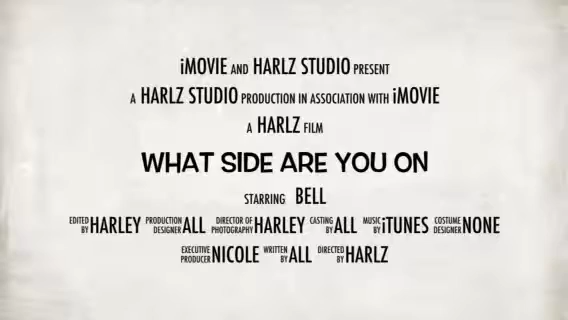 iMOVIE AND HARLZ STUDIO PRESENT
A HARLZ STUDIO PRODUCTION IN ASSOCIATION WITH iMOVIE
A HARLZ FILM
WHAT SIDE ARE YOU ON
STARRING BELL
EDITED BY HARLEY PRODUCTION DESIGNER ALL DIRECTOR OF PHOTOGRAPHY HARLEY CASTING BY ALL MUSIC BY iTUNES COSTUME DESIGNER NONE
EXECUTIVE PRODUCER NICOLE WRITTEN BY ALL DIRECTED BY HARLZ